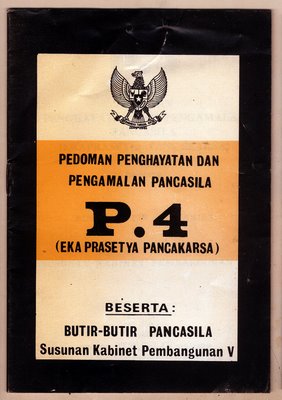 PEDOMAN PENGHAYATAN DAN
PENGAMALAN PANCASILA
P.4
(EKA PRASETYA PANCAKARSA)
BESERTA :
BUTIR-BUTIR PANCASILA
Susunan Kabinet Pembangunan V